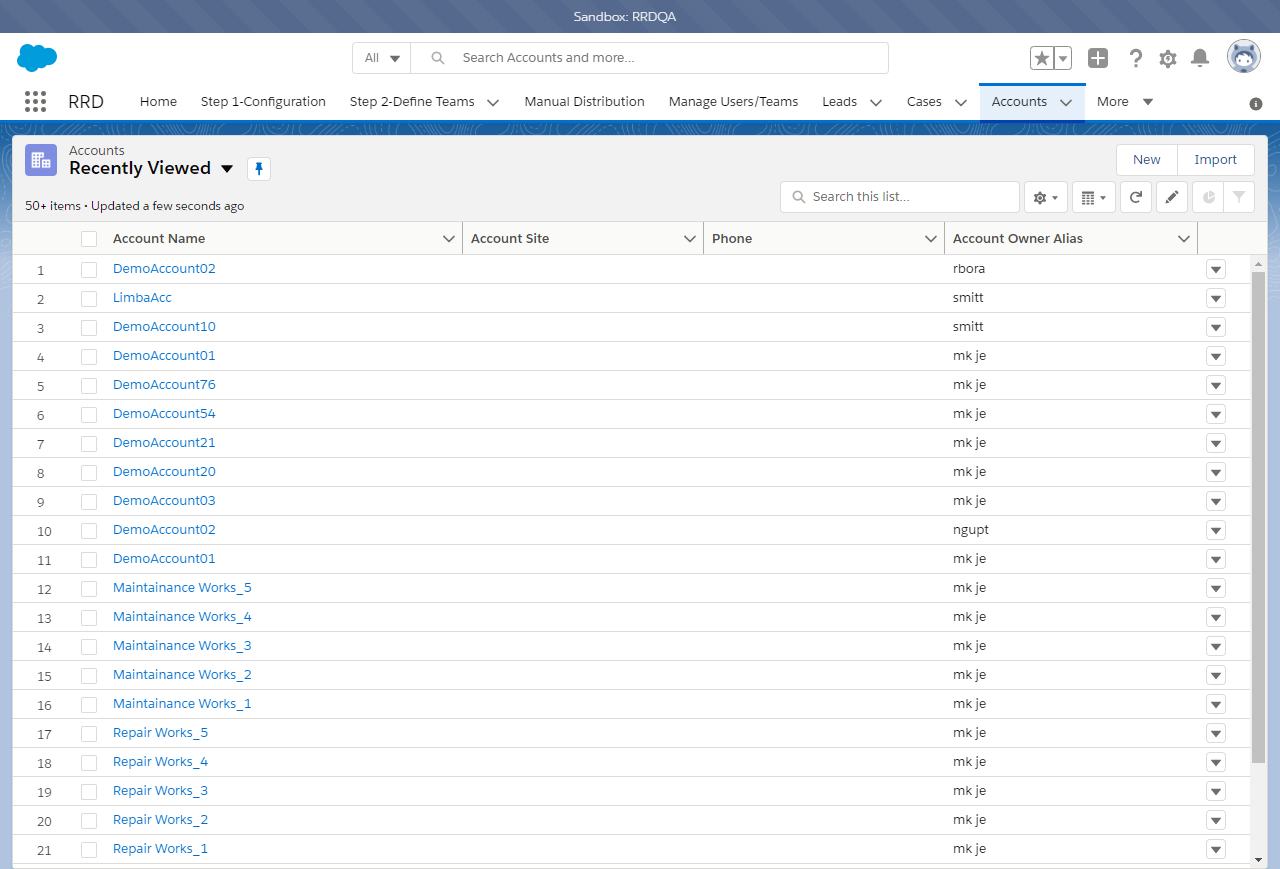 Sandbox: RRDQA
All Search Accounts and more...
RRD Home Step 1-Configuration Step 2-Define Teams Manual Distribution Manage Users/Teams Leads Cases Accounts More
Accounts
Recently Viewed
New Import
50+ items • Updated a few seconds ago
Search this list...
Account Name Account Site Phone Account Owner Alias
1 DemoAccount02 rbora
2 LimbaAcc smitt
3 DemoAccount10 smitt
4 DemoAccount01 mk je
5 DemoAccount76 mk je
6 DemoAccount54 mk je
7 DemoAccount21 mk je
8 DemoAccount20 mk je
9 DemoAccount03 mk je
10 DemoAccount02 ngupt
11 DemoAccount01 mk je
12 Maintainance Works_5 mk je
13 Maintainance Works_4 mk je
14 Maintainance Works_3 mk je
15 Maintainance Works_2 mk je
16 Maintainance Works_1 mk je
17 Repair Works_5 mk je
18 Repair Works_4 mk je
19 Repair Works_3 mk je
20 Repair Works_2 mk je
21 Repair Works_1 mk je